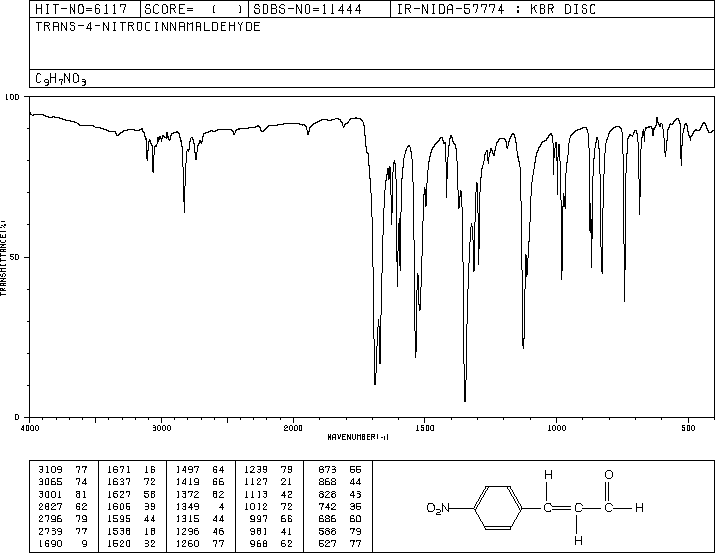 HIT-NO=6117 SCORE= ( ) SDBS-NO=11444 IR-NIDA-57774 : KBR DISC
TRANS-4-NITROCINNAMALDEHYDE
C9H7NO3
100
TRANSMITTANCE(%)
50
0
4000 3000 2000 1500 1000 500
WAVENUMBER(-1)
3109 77 1671 16 1497 64 1239 79 873 55
3065 74 1637 72 1419 66 1127 21 868 44
3001 81 1627 58 1372 62 1113 42 828 43
2827 62 1606 39 1349 4 1012 72 742 35
2796 79 1595 44 1315 44 997 66 686 60
2739 77 1538 18 1296 46 981 41 588 79
1690 9 1520 32 1260 77 968 62 527 77
H O
O2N C C C H
H